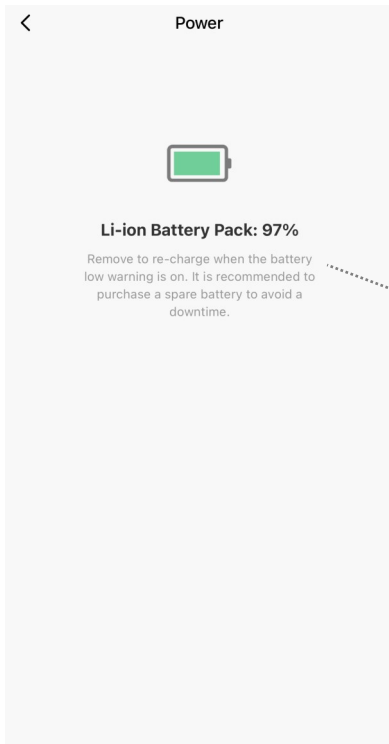 Power
Li-ion Battery Pack: 97%
Remove to re-charge when the battery
low warning is on. It is recommended to
purchase a spare battery to avoid a
downtime.